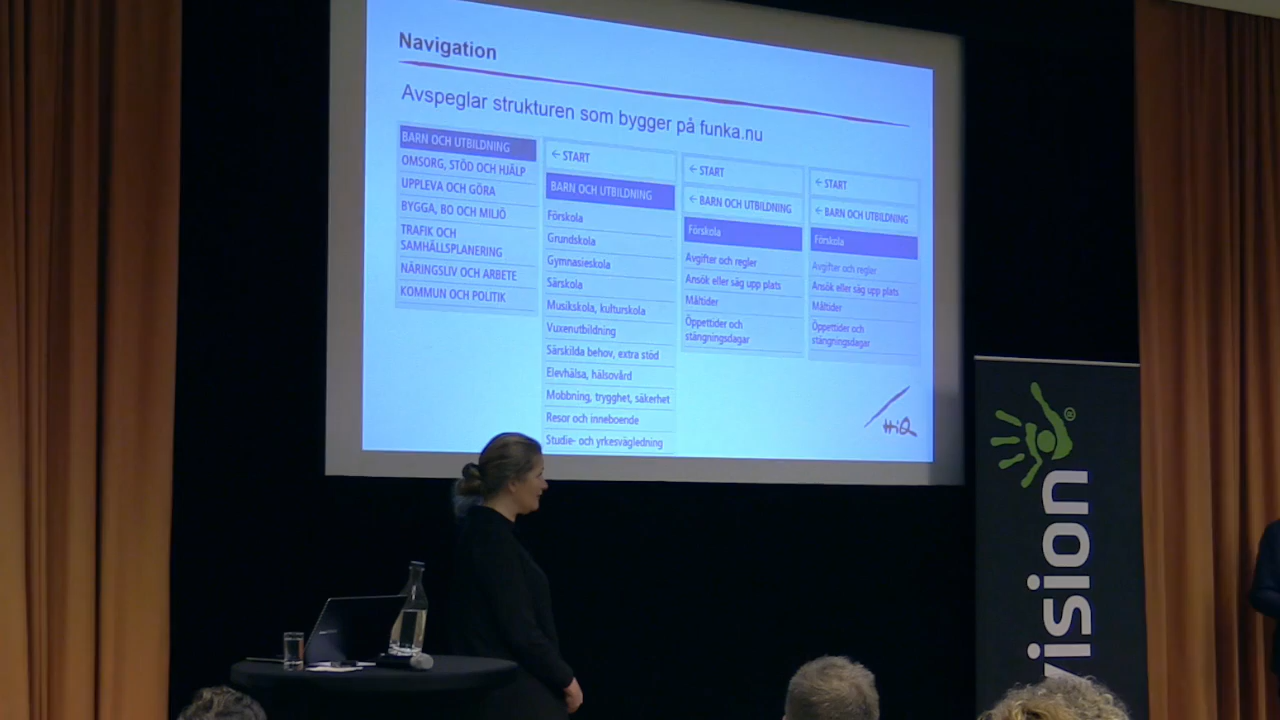 Navigation
Avspeglar strukturen som bygger på funka.nu
BARN OCH UTBILDNING
OMSORG, STÖD OCH HJÄLP
UPPLEVA OCH GÖRA
BYGGA, BO OCH MILJÖ
TRAFIK OCH
SAMHÄLLSPLANERING
NÄRINGSLIV OCH ARBETE
KOMMUN OCH POLITIK
← START
BARN OCH UTBILDNING
Förskola
Grundskola
Gymnasieskola
Särskola
Musikskola, kulturskola
Vuxenutbildning
Särskilda behov, extra stöd
Elevhälsa, hälsovård
Mobbning, trygghet, säkerhet
Resor och inneboende
Studie- och yrkesvägledning
← START
← BARN OCH UTBILDNING
Förskola
Avgifter och regler
Ansök eller säg upp plats
Måltider
Öppettider och
stängningsdagar
← START
← BARN OCH UTBILDNING
Förskola
Avgifter och regler
Ansök eller säg upp plats
Måltider
Öppettider och
stängningsdagar
HiQ
vision